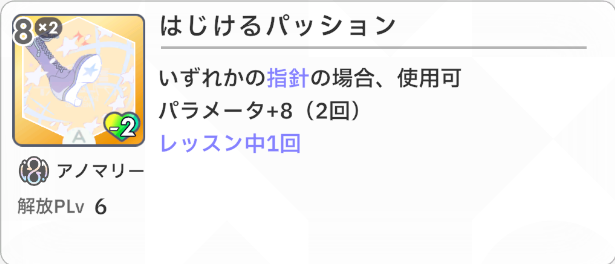 はじけるパッション
8 ×2
いずれかの指針の場合、使用可
パラメータ+8（2回）
レッスン中1回
-2
A
アノマリー
解放PLv 6